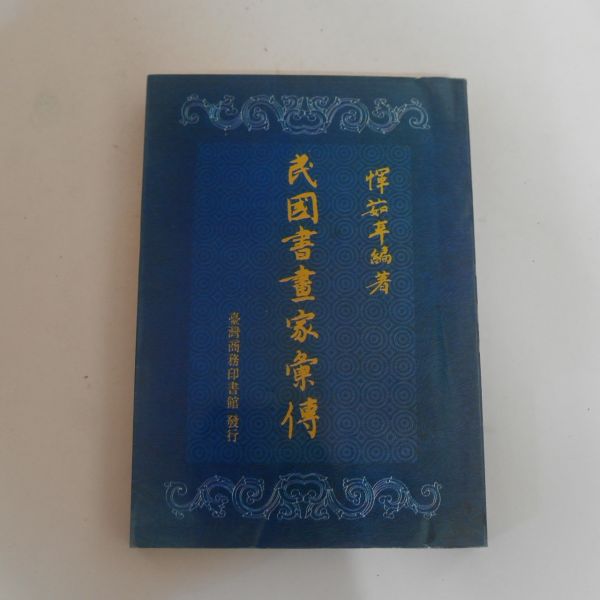 惲茹辛編著
民國書畫家彙傳
臺灣商務印書館 發行